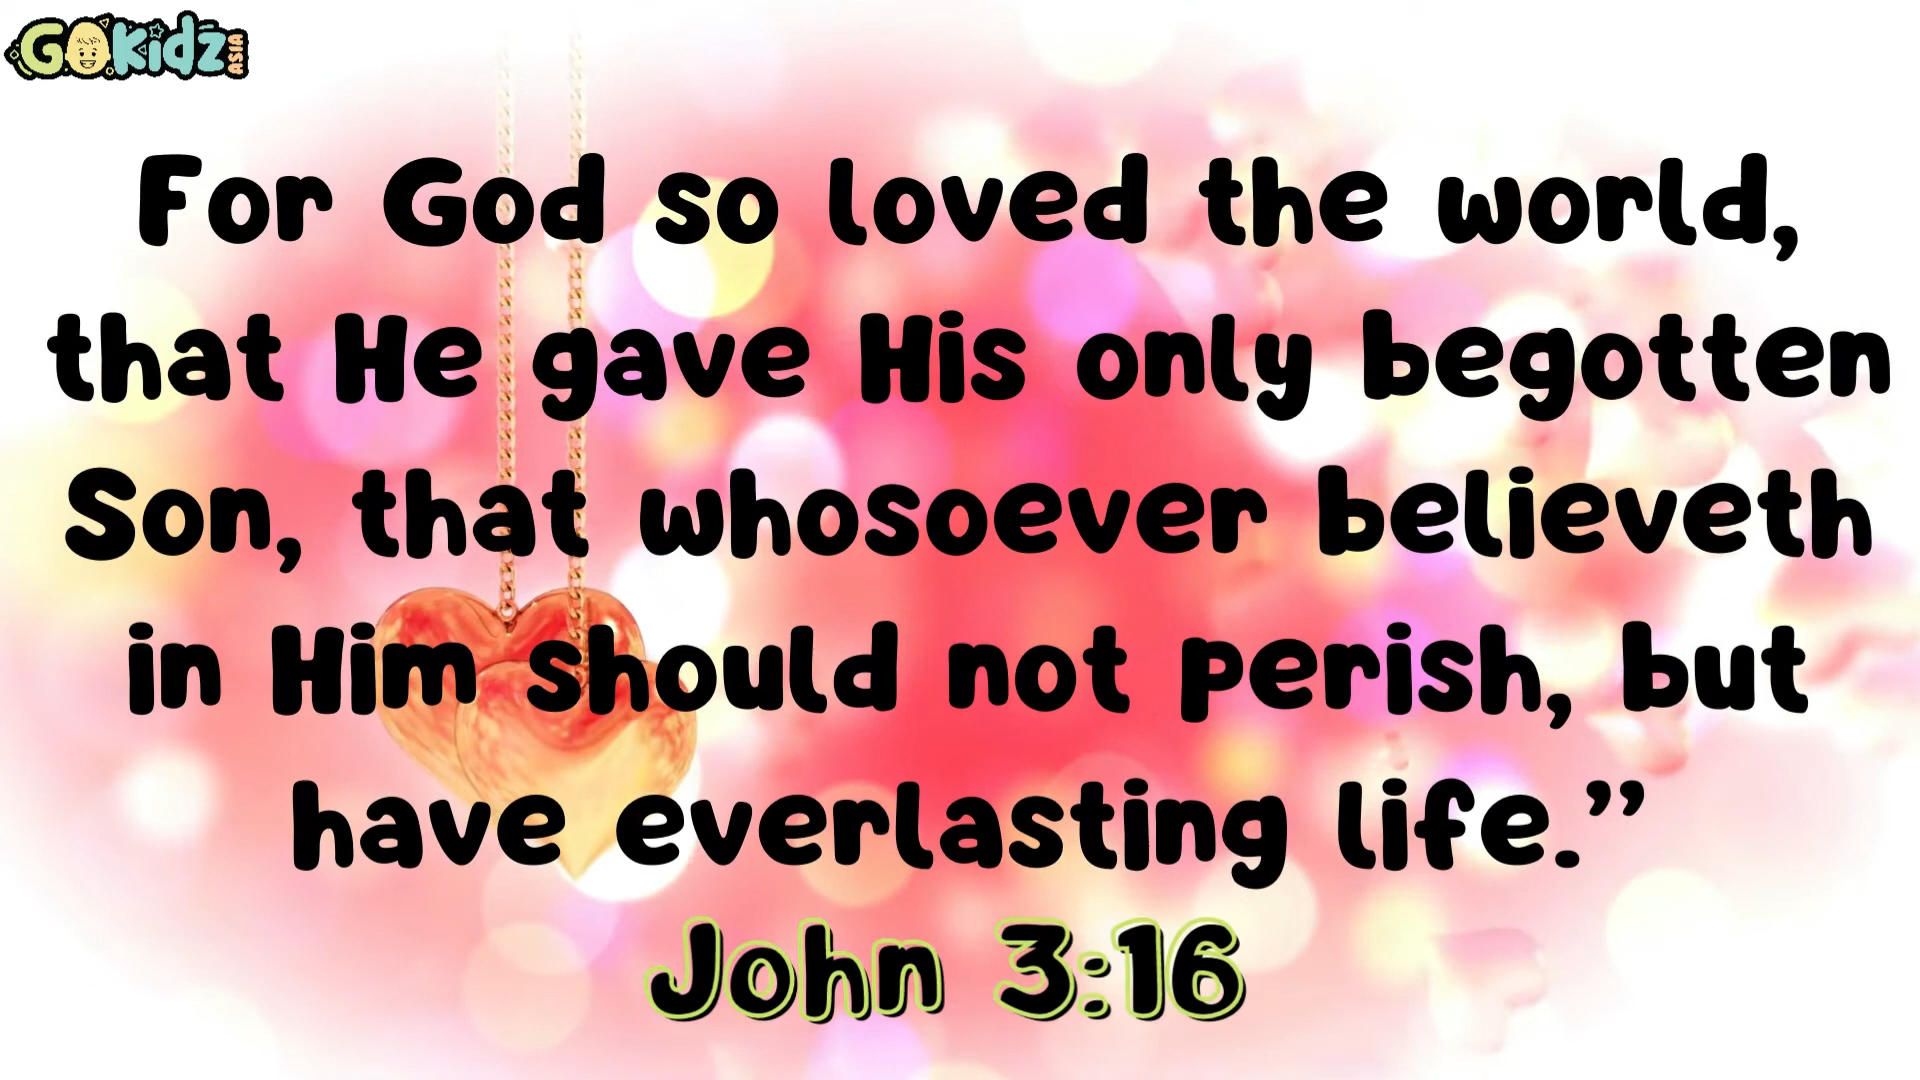 GOKidz ASIA
For God so loved the world,
that He gave His only begotten
Son, that whosoever believeth
in Him should not perish, but
have everlasting life.”
John 3:16